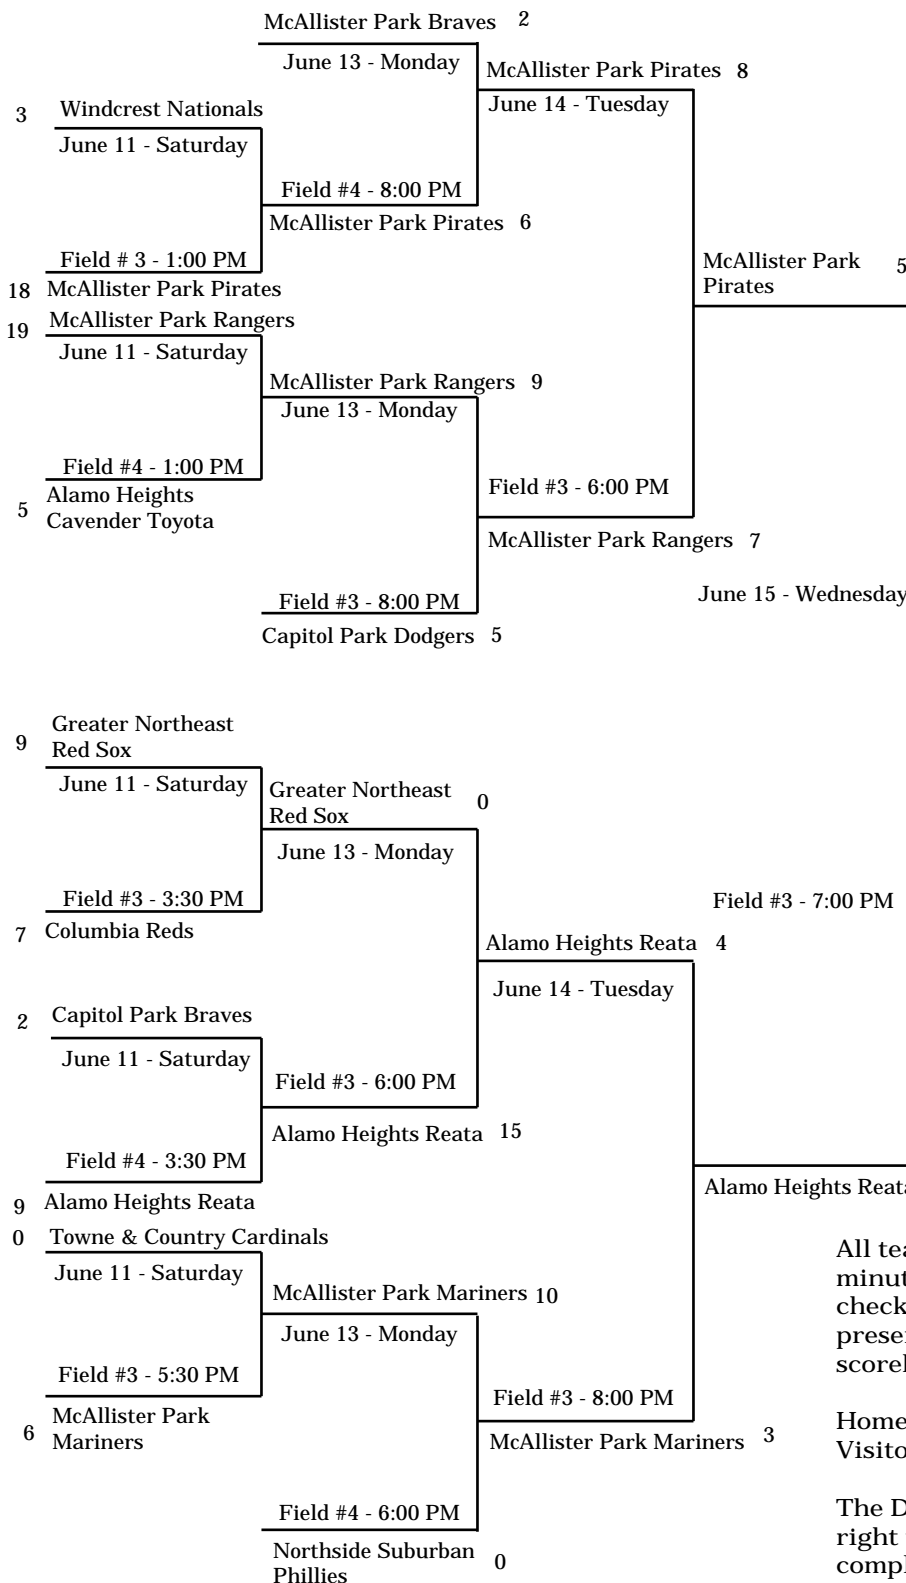 McAllister Park Braves 2
June 13 - Monday
McAllister Park Pirates 8
June 14 - Tuesday
3 Windcrest Nationals
June 11 - Saturday
Field #4 - 8:00 PM
McAllister Park Pirates 6
Field # 3 - 1:00 PM
18 McAllister Park Pirates
McAllister Park 5
Pirates
19 McAllister Park Rangers
June 11 - Saturday
McAllister Park Rangers 9
June 13 - Monday
Field #4 - 1:00 PM
5 Alamo Heights
Cavender Toyota
Field #3 - 6:00 PM
McAllister Park Rangers 7
Field #3 - 8:00 PM
Capitol Park Dodgers 5
June 15 - Wednesday
9 Greater Northeast
Red Sox
June 11 - Saturday
Greater Northeast 0
Red Sox
June 13 - Monday
Field #3 - 3:30 PM
7 Columbia Reds
Field #3 - 7:00 PM
Alamo Heights Reata 4
June 14 - Tuesday
2 Capitol Park Braves
June 11 - Saturday
Field #3 - 6:00 PM
Alamo Heights Reata 15
Field #4 - 3:30 PM
9 Alamo Heights Reata
Alamo Heights
0 Towne & Country Cardinals
June 11 - Saturday
McAllister Park Mariners 10
June 13 - Monday
Field #3 - 5:30 PM
6 McAllister Park
Mariners
Field #3 - 8:00 PM
McAllister Park Mariners 3
Field #4 - 6:00 PM
Northside Suburban 0
Phillies
All
check
Home
The
right